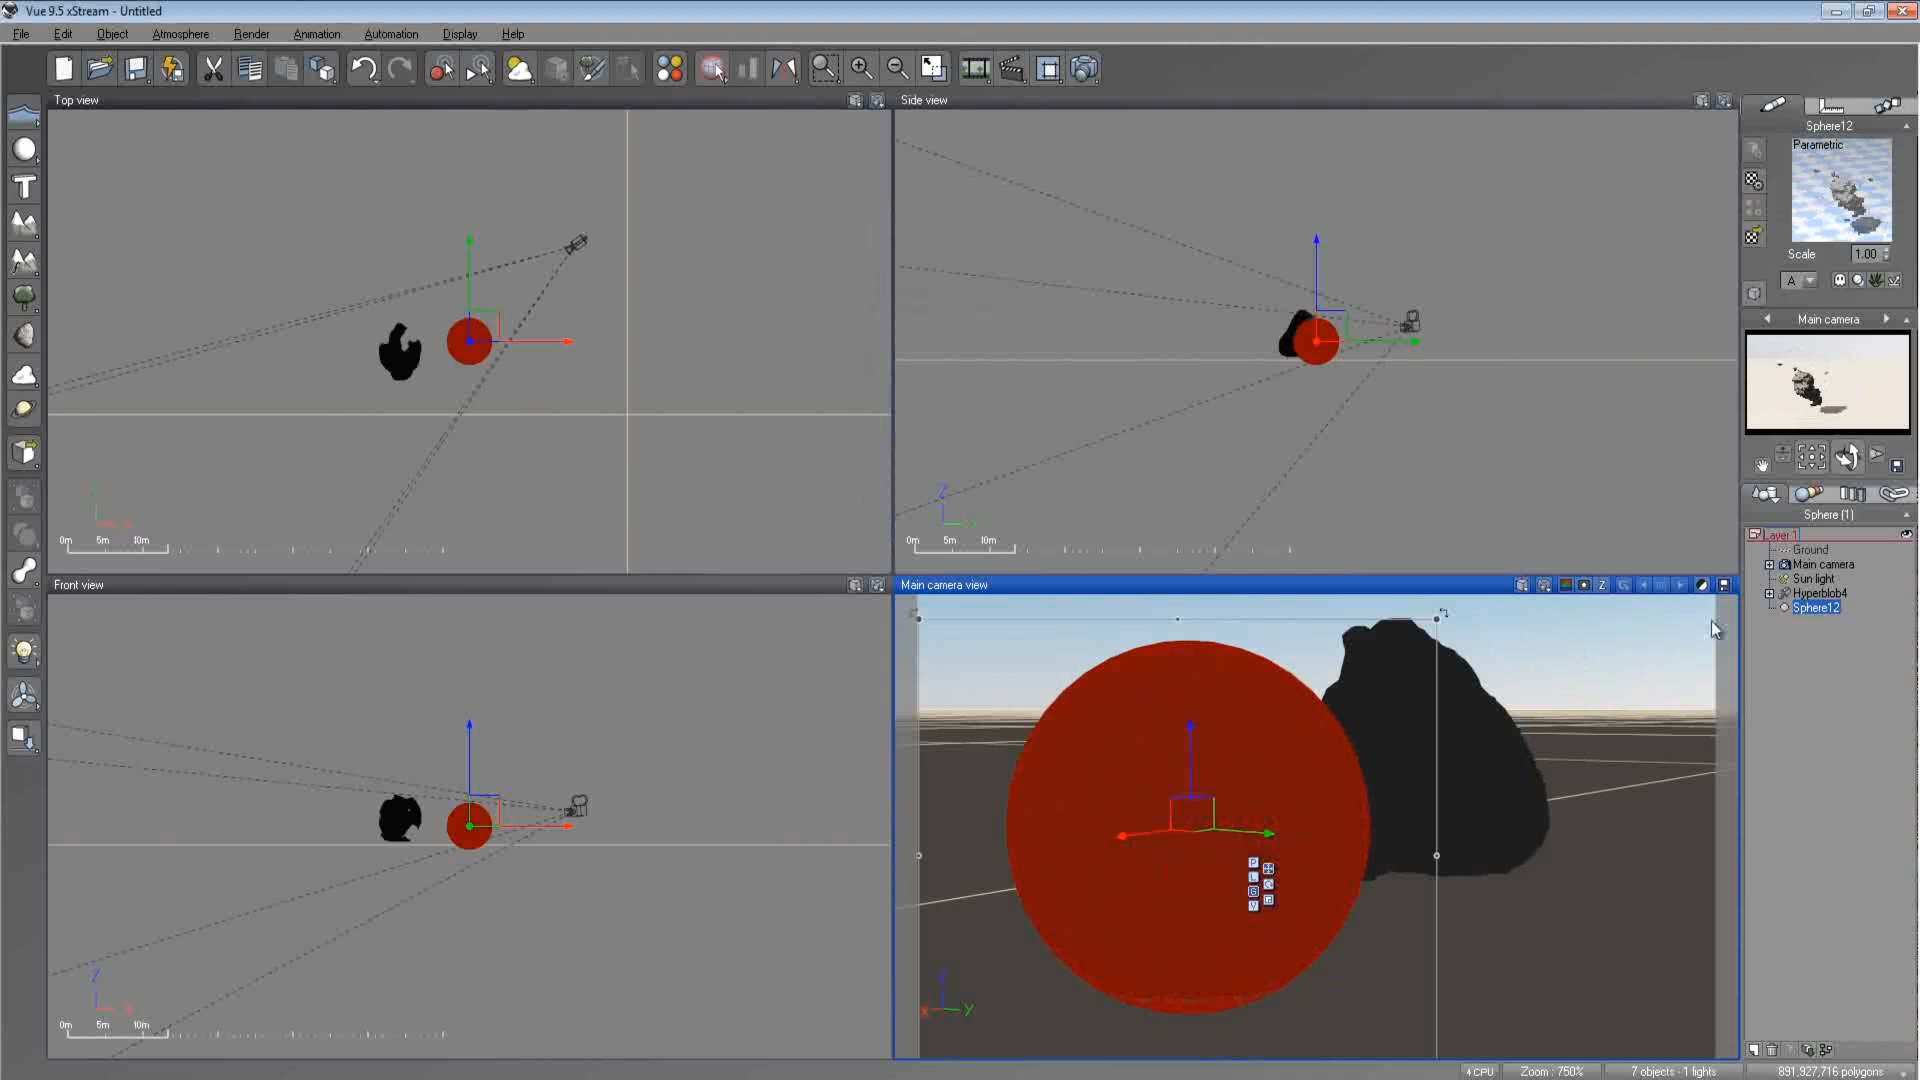 Vue 9.5 xStream - Untitled
File Edit Object Atmosphere Render Animation Automation Display Help
Top view
Side view
0m 5m 10m
Z
0m 5m 10m
Front view
Main camera view
Z
Z
0m 5m 10m
P
L
G
V
Z
X Y
Sphere12
Parametric
Scale 1.00
A
Main camera
Sphere (1)
Layer 1
Ground
Main camera
Sun light
Hyperblob4
Sphere12
4 CPU Zoom : 750% 7 objects - 1 lights 891,927,716 polygons